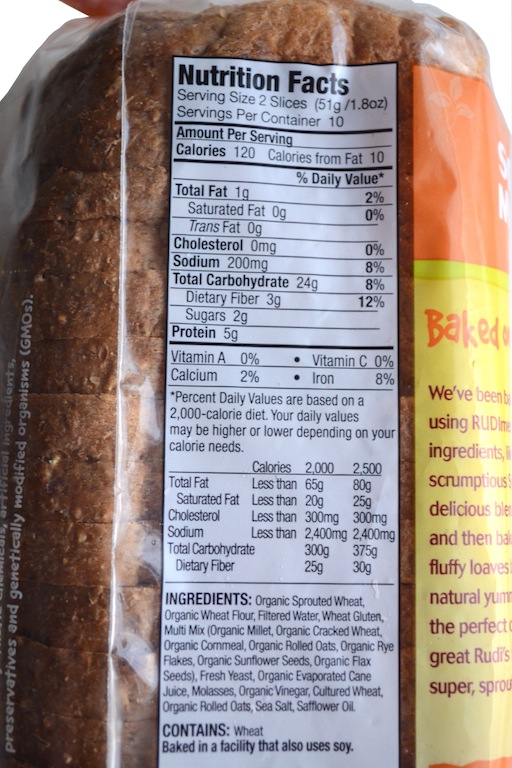 Nutrition Facts
Serving Size 2 Slices (51g /1.8oz)
Servings Per Container 10
Amount Per Serving
Calories 120 Calories from Fat 10
% Daily Value*
Total Fat 1g 2%
Saturated Fat 0g 0%
Trans Fat 0g
Cholesterol 0mg 0%
Sodium 200mg 8%
Total Carbohydrate 24g 8%
Dietary Fiber 3g 12%
Sugars 2g
Protein 5g
Vitamin A 0% • Vitamin C 0%
Calcium 2% • Iron 8%
*Percent Daily Values are based on a
2,000-calorie diet. Your daily values
may be higher or lower depending on your
calorie needs.
Calories 2,000 2,500
Total Fat Less than 65g 80g
Saturated Fat Less than 20g 25g
Cholesterol Less than 300mg 300mg
Sodium Less than 2,400mg 2,400mg
Total Carbohydrate 300g 375g
Dietary Fiber 25g 30g
INGREDIENTS: Organic Sprouted Wheat,
Organic Wheat Flour, Filtered Water, Wheat Gluten,
Multi Mix (Organic Millet, Organic Cracked Wheat,
Organic Cornmeal, Organic Rolled Oats, Organic Rye
Flakes, Organic Sunflower Seeds, Organic Flax
Seeds), Fresh Yeast, Organic Evaporated Cane
Juice, Molasses, Organic Vinegar, Cultured Wheat,
Organic Rolled Oats, Sea Salt, Safflower Oil.
CONTAINS: Wheat
Baked in a facility that also uses soy.
artificial ingredients,
preservatives and genetically modified organisms (GMOs).
Baked
We've been
using
ingredients,
scrumptious
delicious
and then
fluffy loaves
natural
the perfect
great Rudi's
super,